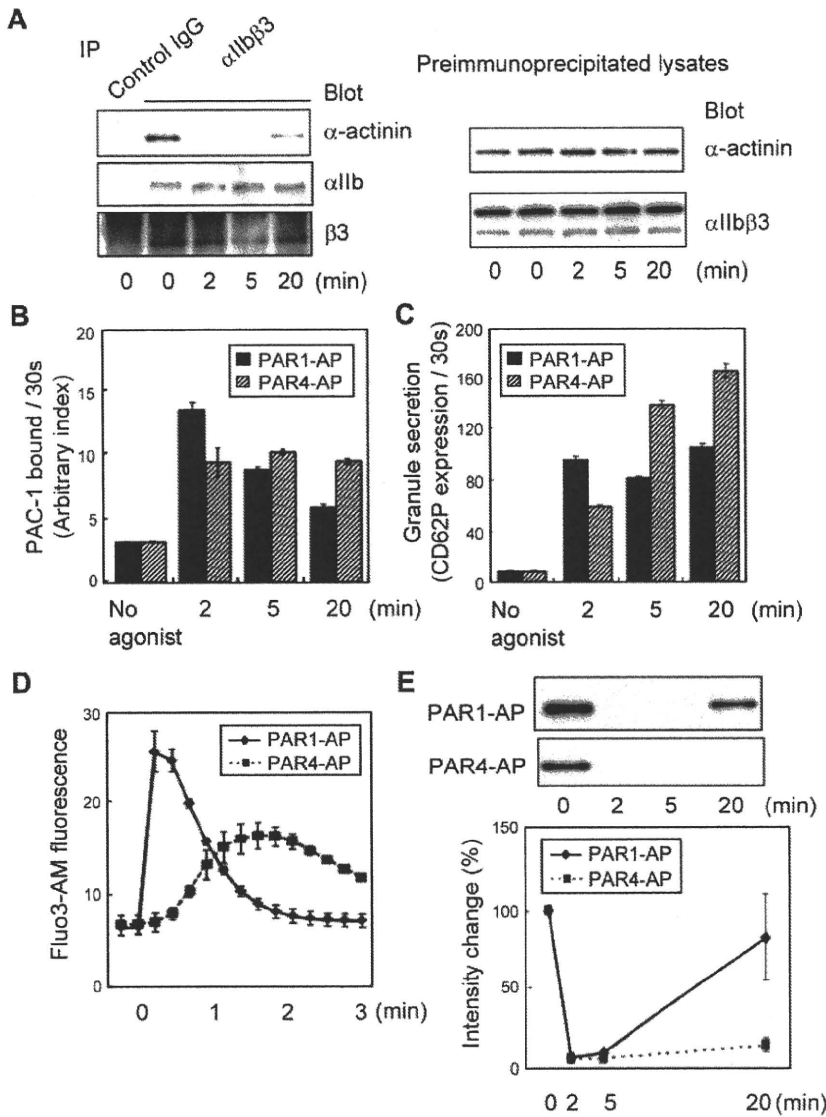 A
IP
Control IgG
αIIbβ3
Blot
α-actinin
αIIb
β3
0 0 2 5 20 (min)
Preimmunoprecipitated lysates
Blot
α-actinin
αIIbβ3
0 0 2 5 20 (min)
B
PAC-1 bound / 30s
(Arbitrary index)
20
15
10
5
0
PAR1-AP
PAR4-AP
No agonist 2 5 20 (min)
C
Granule secretion
(CD62P expression / 30s)
200
160
120
80
40
0
PAR1-AP
PAR4-AP
No agonist 2 5 20 (min)
D
Fluo3-AM fluorescence
30
20
10
0
PAR1-AP
PAR4-AP
0 1 2 3 (min)
E
PAR1-AP
PAR4-AP
0 2 5 20 (min)
Intensity change (%)
150
100
50
0
PAR1-AP
PAR4-AP
0 2 5 20 (min)